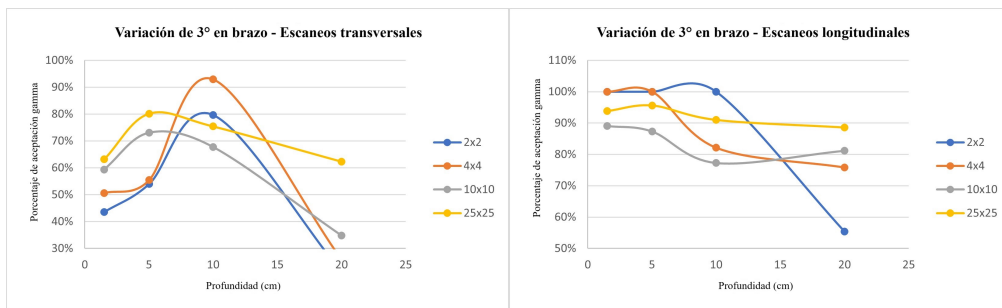 Variación de 3° en brazo - Escaneos transversales
Porcentaje de aceptación gamma
100%
90%
80%
70%
60%
50%
40%
30%
0 5 10 15 20 25
Profundidad (cm)
2x2
4x4
10x10
25x25
Variación de 3° en brazo - Escaneos longitudinales
Porcentaje de aceptación gamma
110%
100%
90%
80%
70%
60%
50%
0 5 10 15 20 25
Profundidad (cm)
2x2
4x4
10x10
25x25